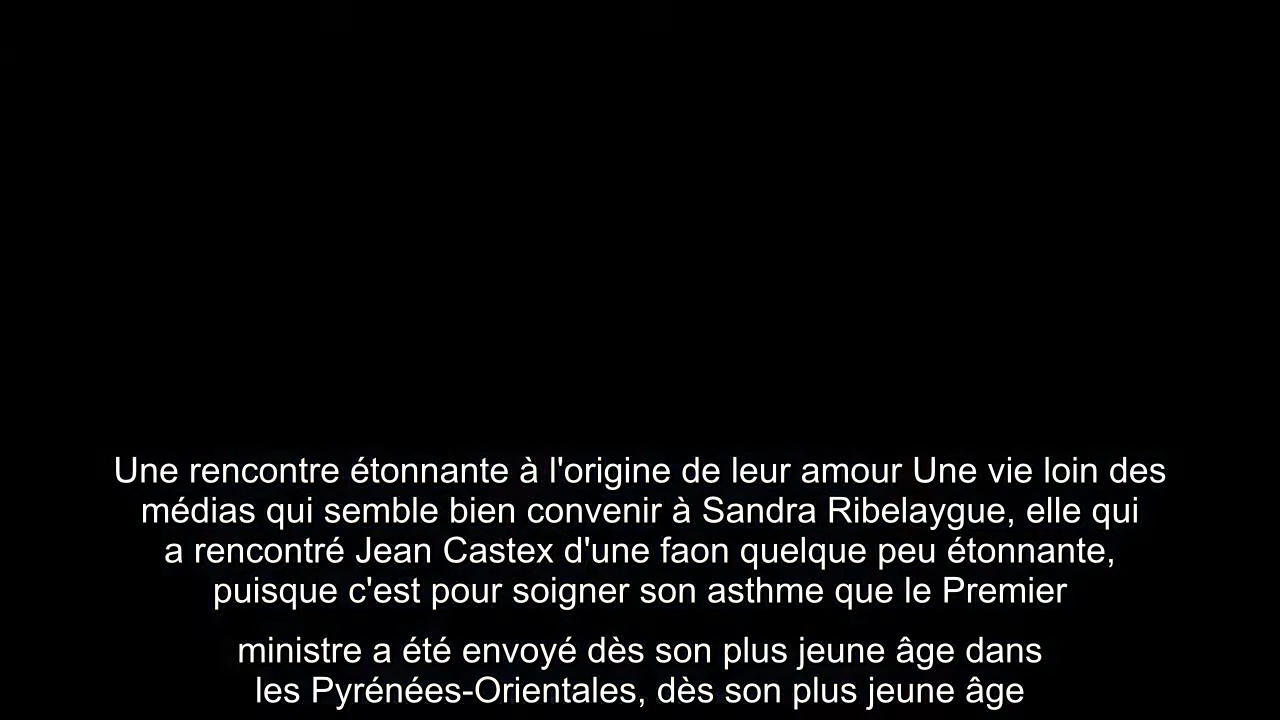 Une rencontre étonnante à l'origine de leur amour Une vie loin des
médias qui semble bien convenir à Sandra Ribelaygue, elle qui
a rencontré Jean Castex d'une faon quelque peu étonnante,
puisque c'est pour soigner son asthme que le Premier
ministre a été envoyé dès son plus jeune âge dans
les Pyrénées-Orientales, dès son plus jeune âge